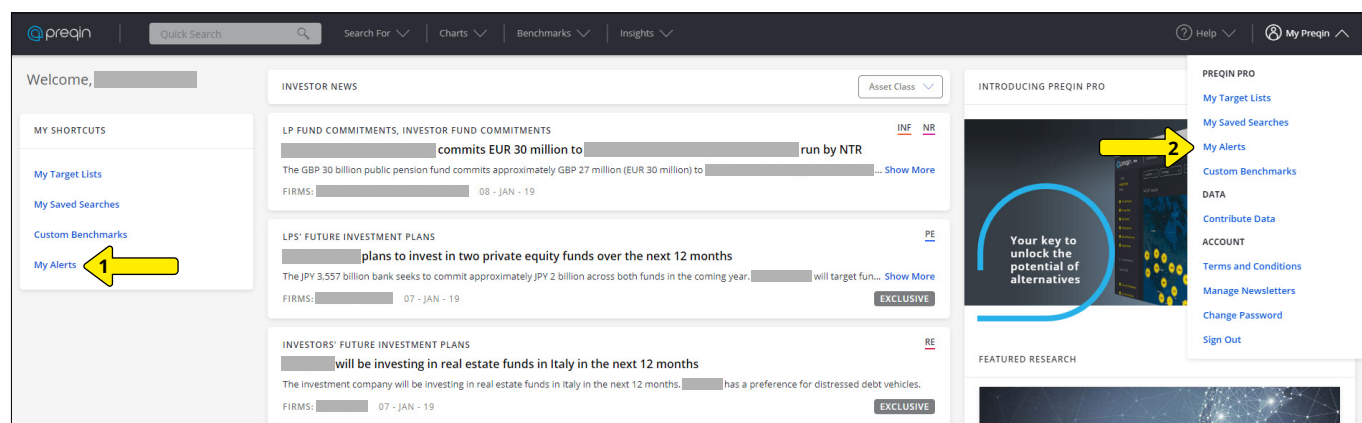 preqin
Quick Search
Search For
Charts
Benchmarks
Insights
Help
My Preqin
Welcome,
MY SHORTCUTS
My Target Lists
My Saved Searches
Custom Benchmarks
My Alerts
1
INVESTOR NEWS
Asset Class
LP FUND COMMITMENTS, INVESTOR FUND COMMITMENTS
INF NR
commits EUR 30 million to run by NTR
The GBP 30 billion public pension fund commits approximately GBP 27 million (EUR 30 million) to ... Show More
FIRMS: 08 - JAN - 19
LPS' FUTURE INVESTMENT PLANS
PE
plans to invest in two private equity funds over the next 12 months
The JPY 3,557 billion bank seeks to commit approximately JPY 2 billion across both funds in the coming year. will target fun... Show More
FIRMS: 07 - JAN - 19
EXCLUSIVE
INVESTORS' FUTURE INVESTMENT PLANS
RE
will be investing in real estate funds in Italy in the next 12 months
The investment company will be investing in real estate funds in Italy in the next 12 months. has a preference for distressed debt vehicles.
FIRMS: 07 - JAN - 19
EXCLUSIVE
INTRODUCING PREQIN PRO
Your key to
unlock the
potential of
alternatives
FEATURED RESEARCH
PREQIN PRO
My Target Lists
My Saved Searches
2
My Alerts
Custom Benchmarks
DATA
Contribute Data
ACCOUNT
Terms and Conditions
Manage Newsletters
Change Password
Sign Out